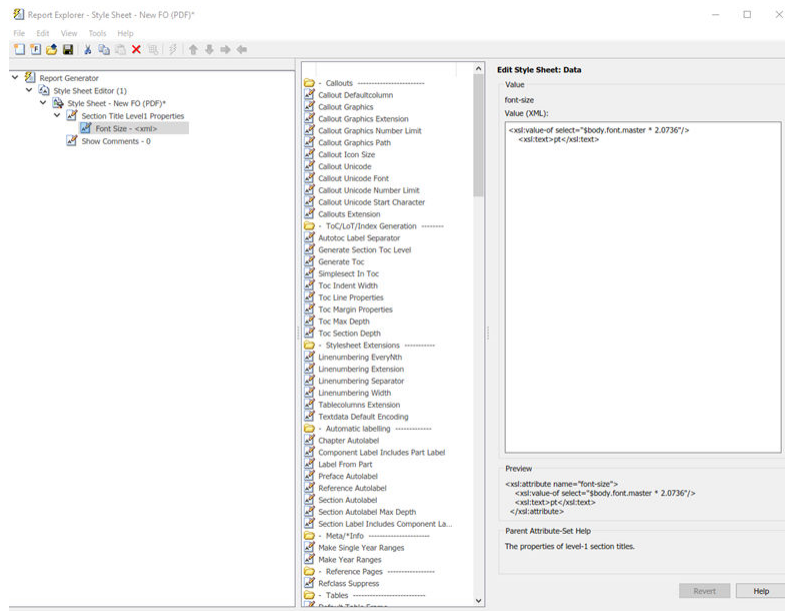 Report Explorer - Style Sheet - New FO (PDF)*
File Edit View Tools Help
Report Generator
Style Sheet Editor (1)
Style Sheet - New FO (PDF)*
Section Title Level1 Properties
Font Size - <xml>
Show Comments - 0
- Callouts ------------------------
Callout Defaultcolumn
Callout Graphics
Callout Graphics Extension
Callout Graphics Number Limit
Callout Graphics Path
Callout Icon Size
Callout Unicode
Callout Unicode Font
Callout Unicode Number Limit
Callout Unicode Start Character
Callouts Extension
- ToC/LoT/Index Generation --------
Autotoc Label Separator
Generate Section Toc Level
Generate Toc
Simplesect In Toc
Toc Indent Width
Toc Line Properties
Toc Margin Properties
Toc Max Depth
Toc Section Depth
- Stylesheet Extensions -----------
Linenumbering EveryNth
Linenumbering Extension
Linenumbering Separator
Linenumbering Width
Tablecolumns Extension
Textdata Default Encoding
- Automatic labelling -------------
Chapter Autolabel
Component Label Includes Part Label
Label From Part
Preface Autolabel
Reference Autolabel
Section Autolabel
Section Autolabel Max Depth
Section Label Includes Component La...
- Meta/*Info ----------------------
Make Single Year Ranges
Make Year Ranges
- Reference Pages -----------------
Refclass Suppress
- Tables --------------------------
Default Table Frame
Edit Style Sheet: Data
Value
font-size
Value (XML):
<xsl:value-of select="$body.font.master * 2.0736"/>
<xsl:text>pt</xsl:text>
Preview
<xsl:attribute name="font-size">
<xsl:value-of select="$body.font.master * 2.0736"/>
<xsl:text>pt</xsl:text>
</xsl:attribute>
Parent Attribute-Set Help
The properties of level-1 section titles.
Revert Help